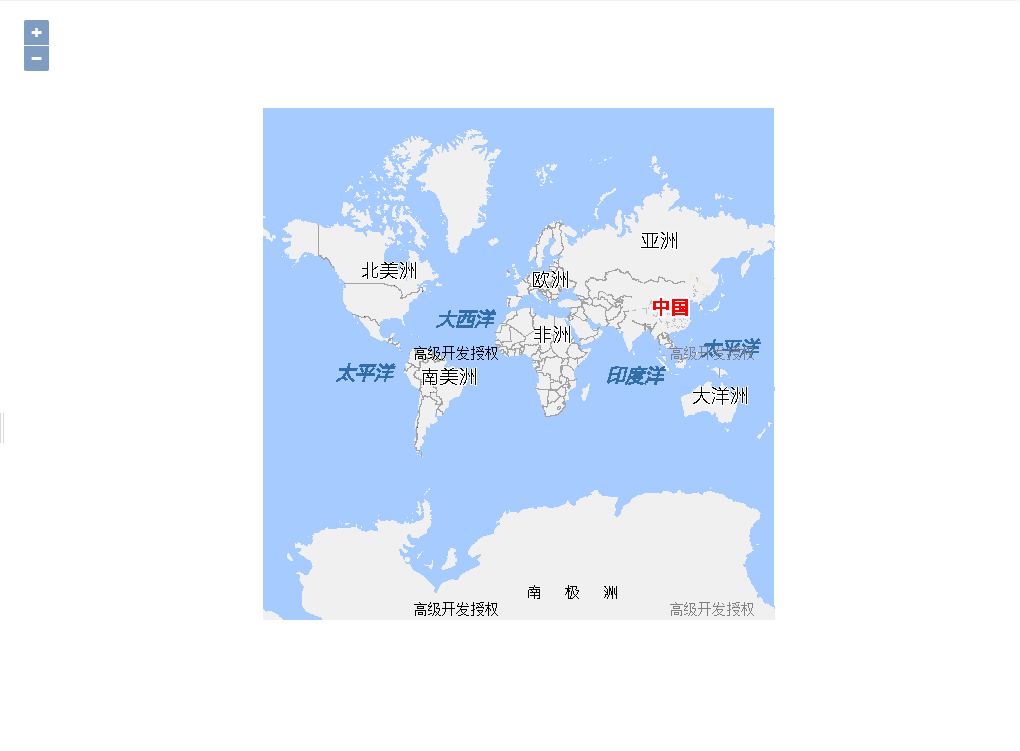 +
−
亚洲
北美洲
欧洲
中国
大西洋
非洲
太平洋
高级开发授权
高级开发授权
太平洋
南美洲
印度洋
大洋洲
南 极 洲
高级开发授权
高级开发授权